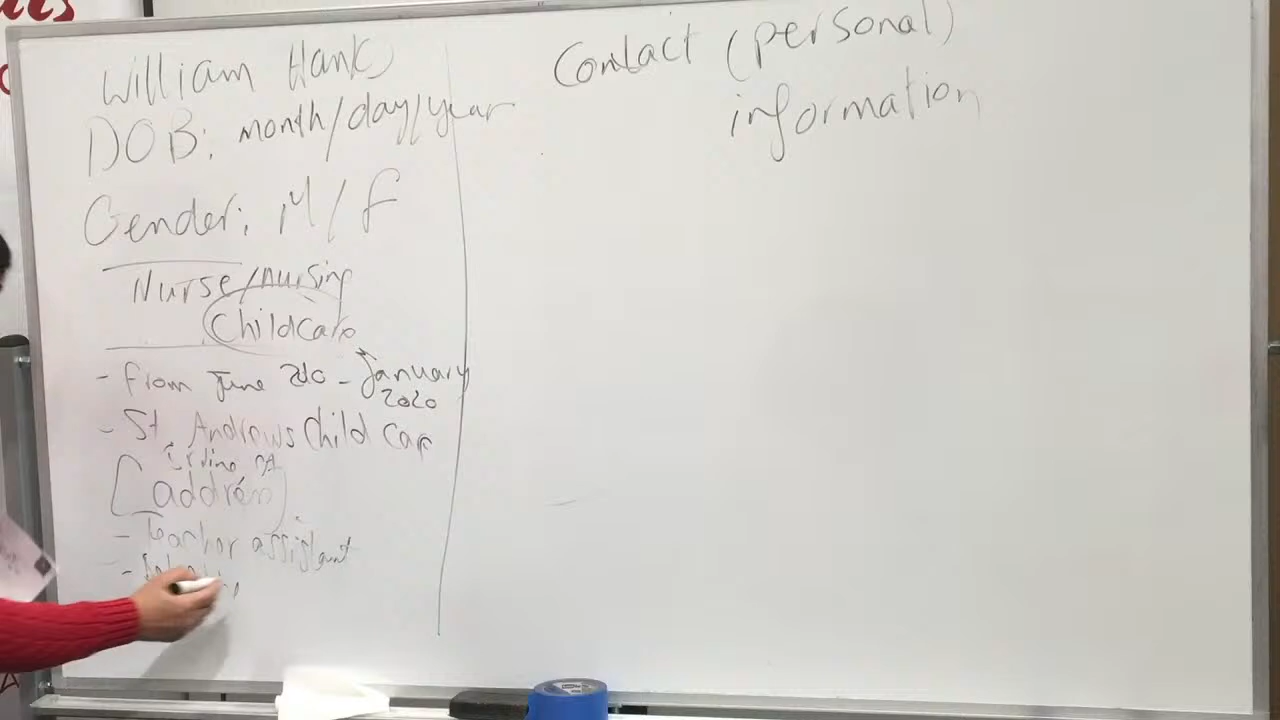 William Hanks
DOB: month/day/year
Gender: M/F
Nurse/nursing
Childcare
- From June 2010 - January
2020
- St. Andrews Child Care
Irvine, CA
[address]
- Teacher assistant
Contact (personal)
information